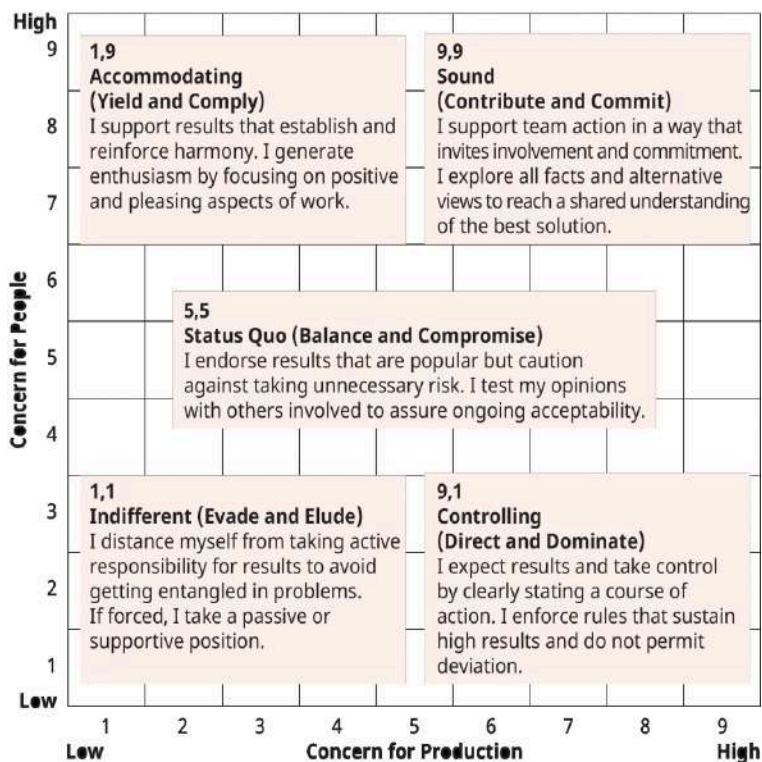 High
9
8
7
6
5
4
3
2
1
Low
Concern for People
1,9
Accommodating
(Yield and Comply)
I support results that establish and
reinforce harmony. I generate
enthusiasm by focusing on positive
and pleasing aspects of work.
9,9
Sound
(Contribute and Commit)
I support team action in a way that
invites involvement and commitment.
I explore all facts and alternative
views to reach a shared understanding
of the best solution.
5,5
Status Quo (Balance and Compromise)
I endorse results that are popular but caution
against taking unnecessary risk. I test my opinions
with others involved to assure ongoing acceptability.
1,1
Indifferent (Evade and Elude)
I distance myself from taking active
responsibility for results to avoid
getting entangled in problems.
If forced, I take a passive or
supportive position.
9,1
Controlling
(Direct and Dominate)
I expect results and take control
by clearly stating a course of
action. I enforce rules that sustain
high results and do not permit
deviation.
1 2 3 4 5 6 7 8 9
Low Concern for Production High